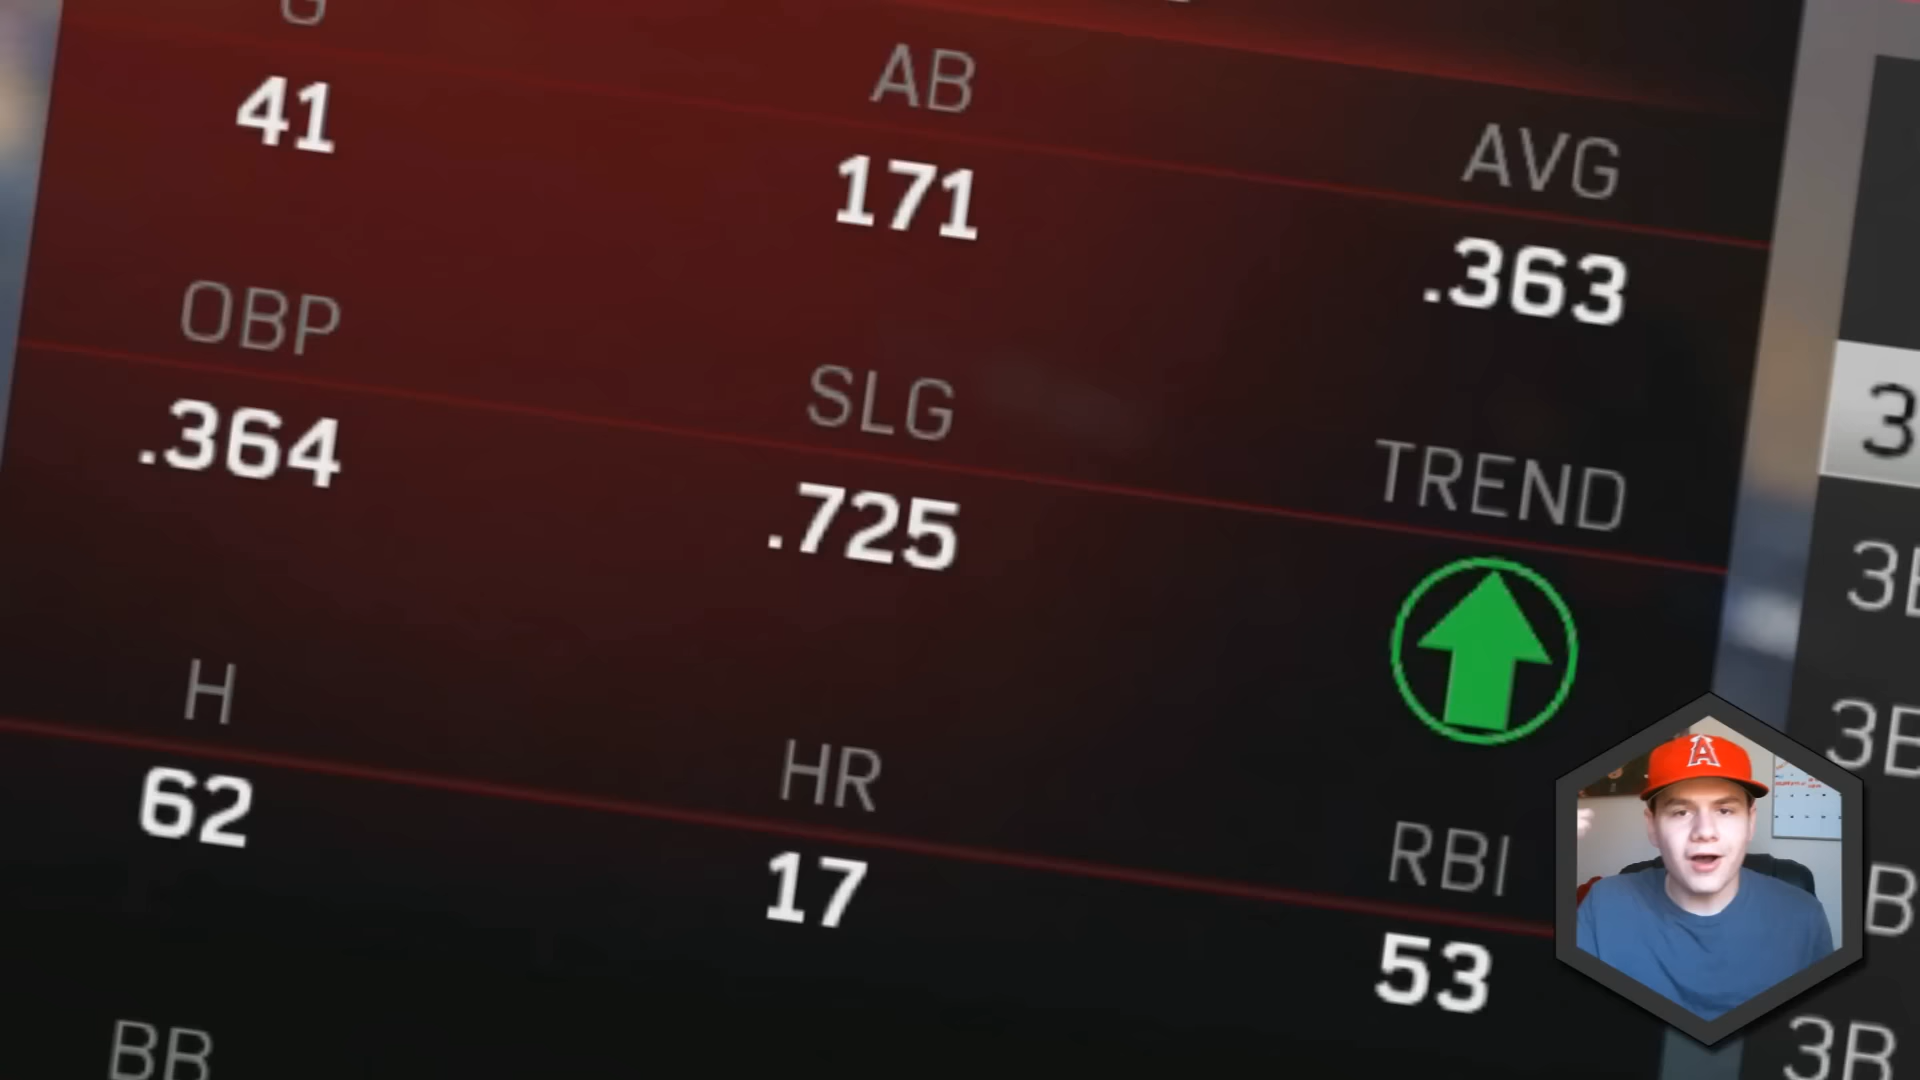 G AB AVG
41 171 .363
OBP SLG TREND
.364 .725
H HR RBI
62 17 53
BB
A
3
3B
3B
B
3B